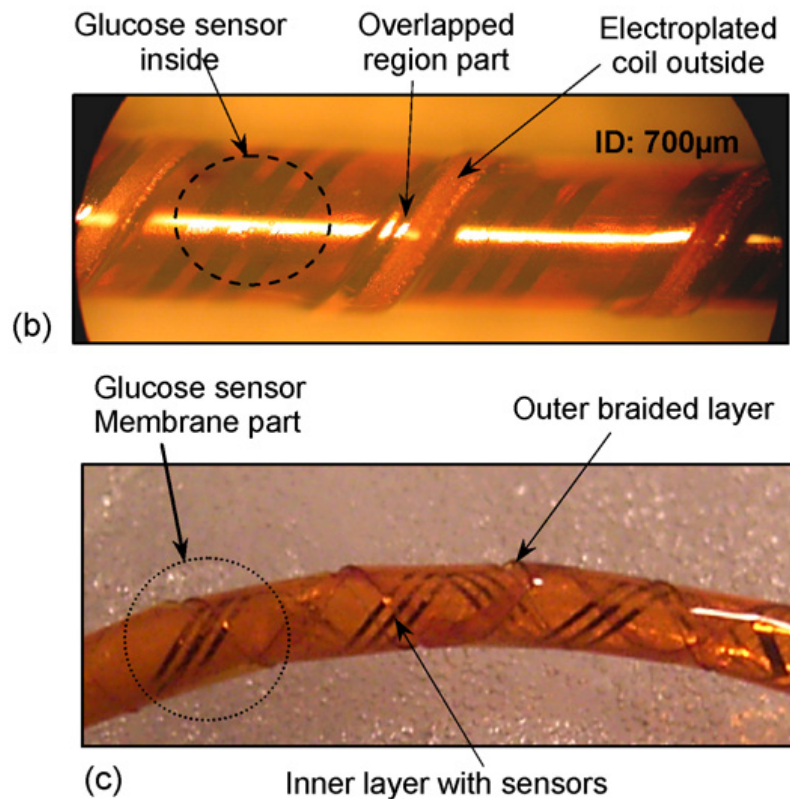 Glucose sensor
inside
Overlapped
region part
Electroplated
coil outside
ID: 700µm
(b)
Glucose sensor
Membrane part
Outer braided layer
Inner layer with sensors
(c)